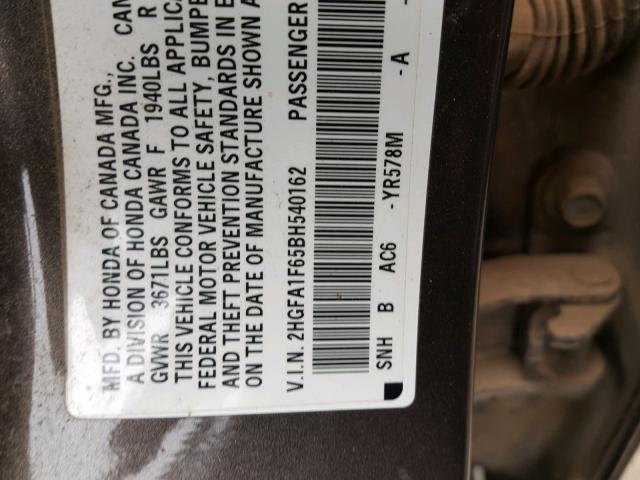 MFD. BY HONDA OF CANADA MFG.,
A DIVISION OF HONDA CANADA INC. CAN
GVWR 3671LBS GAWR F 1940LBS R
THIS VEHICLE CONFORMS TO ALL APPLICA
FEDERAL MOTOR VEHICLE SAFETY, BUMPE
AND THEFT PREVENTION STANDARDS IN E
ON THE DATE OF MANUFACTURE SHOWN A
V.I.N. 2HGFA1F65BH540162 PASSENGER
SNH B AC6 -YR578M -A -